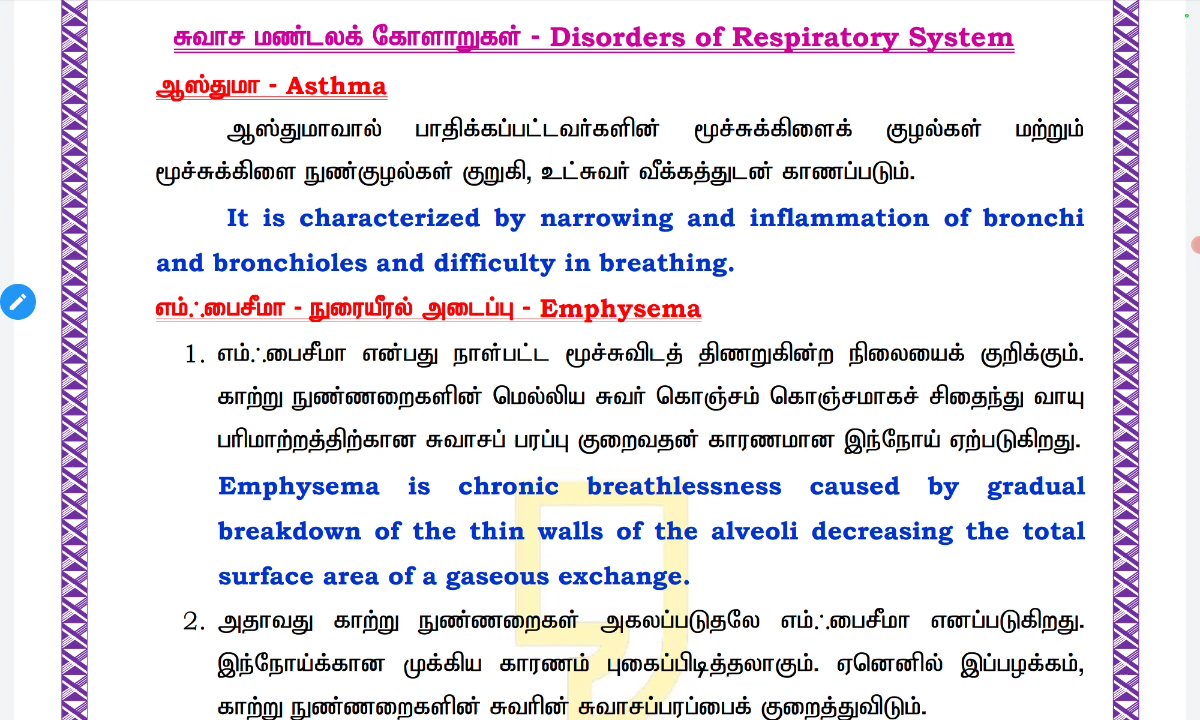 சுவாச மண்டலக் கோளாறுகள் - Disorders of Respiratory System
ஆஸ்துமா - Asthma
ஆஸ்துமாவால் பாதிக்கப்பட்டவர்களின் மூச்சுக்கிளைக் குழல்கள் மற்றும்
மூச்சுக்கிளை நுண்குழல்கள் குறுகி, உட்சுவர் வீக்கத்துடன் காணப்படும்.
It is characterized by narrowing and inflammation of bronchi
and bronchioles and difficulty in breathing.
எம்ஃபைசீமா - நுரையீரல் அடைப்பு - Emphysema
1. எம்ஃபைசீமா என்பது நாள்பட்ட மூச்சுவிடத் திணறுகின்ற நிலையைக் குறிக்கும்.
காற்று நுண்ணறைகளின் மெல்லிய சுவர் கொஞ்சம் கொஞ்சமாகச் சிதைந்து வாயு
பரிமாற்றத்திற்கான சுவாசப் பரப்பு குறைவதன் காரணமான இந்நோய் ஏற்படுகிறது.
Emphysema is chronic breathlessness caused by gradual
breakdown of the thin walls of the alveoli decreasing the total
surface area of a gaseous exchange.
2. அதாவது காற்று நுண்ணறைகள் அகலப்படுதலே எம்ஃபைசீமா எனப்படுகிறது.
இந்நோய்க்கான முக்கிய காரணம் புகைப்பிடித்தலாகும். ஏனெனில் இப்பழக்கம்,
காற்று நுண்ணறைகளின் சுவரின் சுவாசப்பரப்பைக் குறைத்துவிடும்.